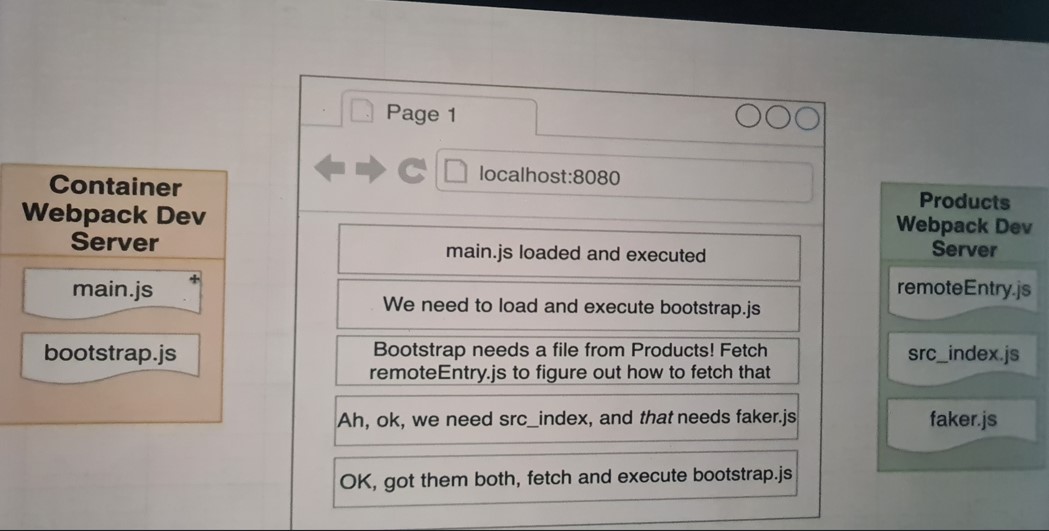 Page 1
localhost:8080
Container
Webpack Dev
Server
main.js
bootstrap.js
main.js loaded and executed
We need to load and execute bootstrap.js
Bootstrap needs a file from Products! Fetch
remoteEntry.js to figure out how to fetch that
Ah, ok, we need src_index, and that needs faker.js
OK, got them both, fetch and execute bootstrap.js
Products
Webpack Dev
Server
remoteEntry.js
src_index.js
faker.js